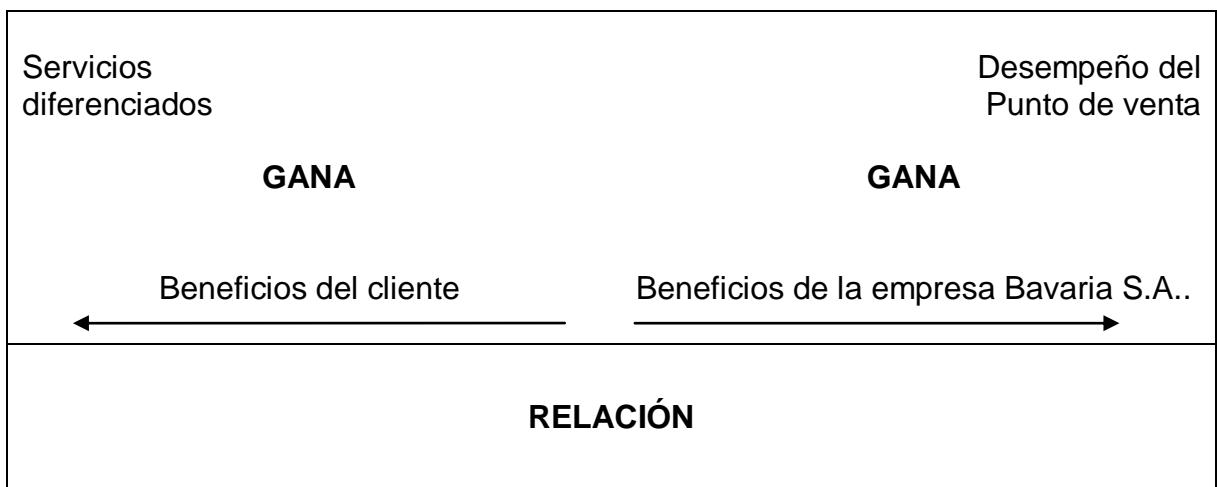 Servicios
diferenciados
Desempeño del
Punto de venta
GANA
GANA
Beneficios del cliente
Beneficios de la empresa Bavaria S.A..
RELACIÓN